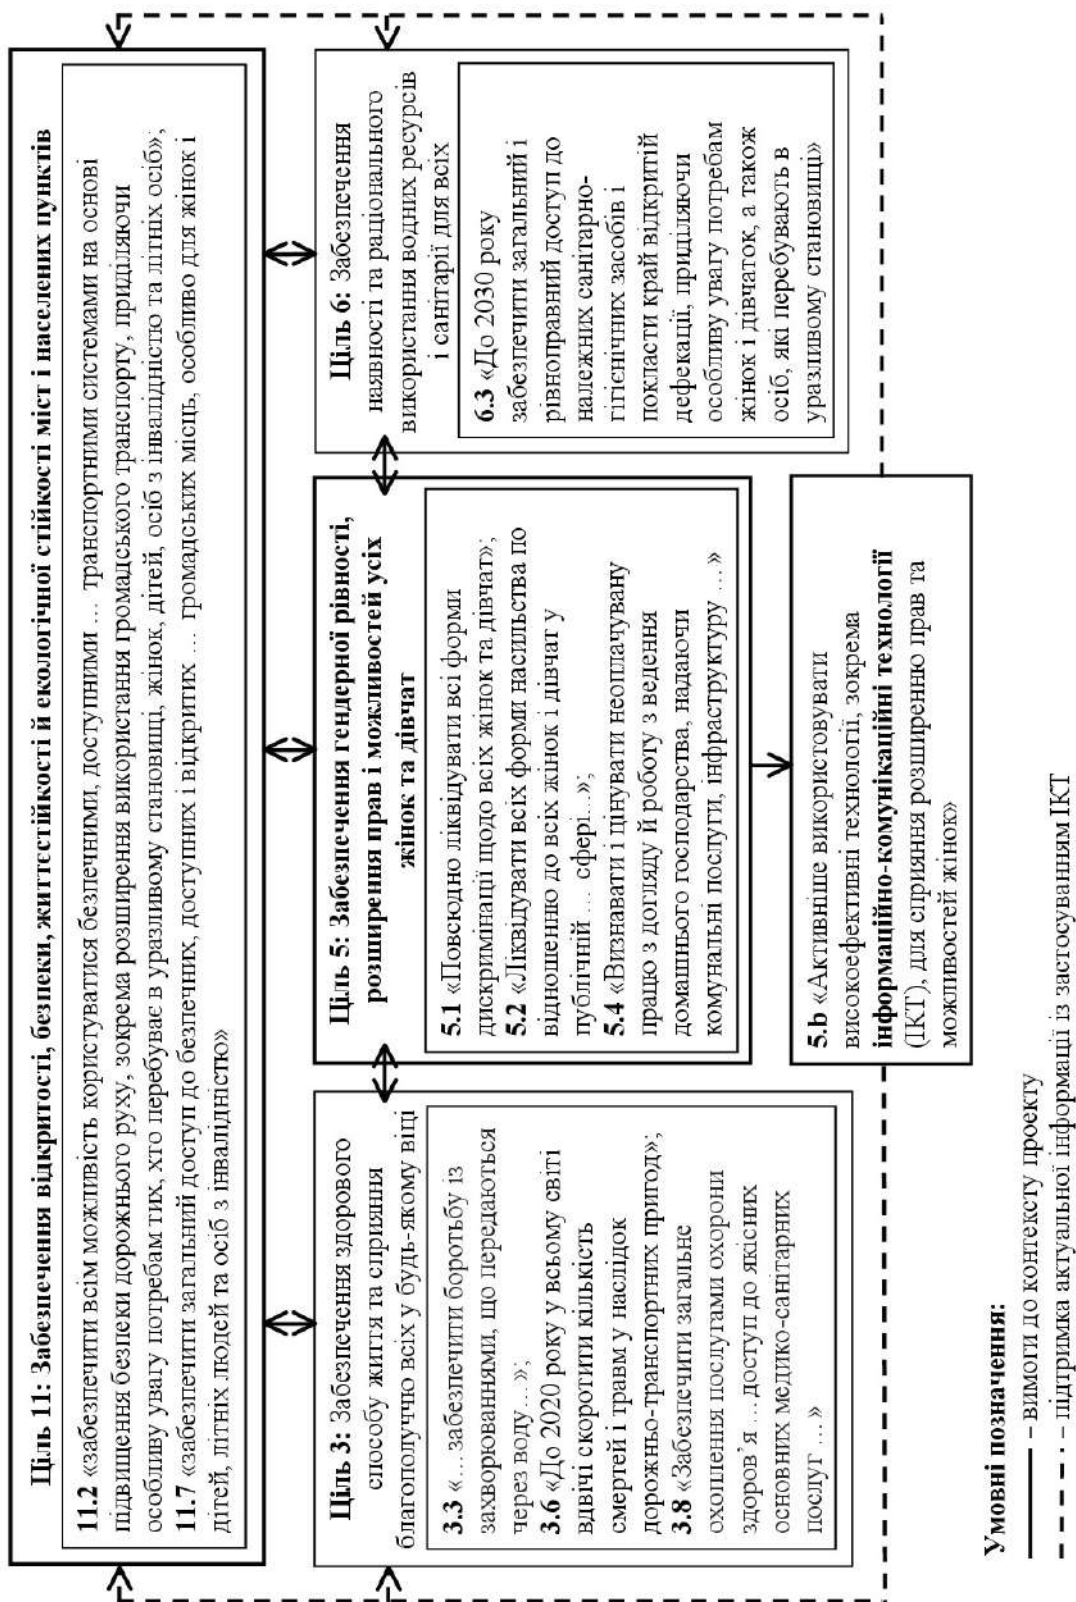 Ціль 11: Забезпечення відкритості, безпеки, життєстійкості й екологічної стійкості міст і населених пунктів
11.2 «забезпечити всім можливість користуватися безпечними, доступними … транспортними системами на основі
підвищення безпеки дорожнього руху, зокрема розширення використання громадського транспорту, приділяючи
особливу увагу потребам тих, хто перебуває в уразливому становищі, жінок, дітей, осіб з інвалідністю та літніх осіб»;
11.7 «забезпечити загальний доступ до безпечних, доступних і відкритих … громадських місць, особливо для жінок і
дітей, літніх людей та осіб з інвалідністю»
Ціль 3: Забезпечення здорового
способу життя та сприяння
благополуччю всіх у будь-якому віці
3.3 «… забезпечити боротьбу із
захворюваннями, що передаються
через воду… »;
3.6 «До 2020 року у всьому світі
вдвічі скоротити кількість
смертей і травм у наслідок
дорожньо-транспортних пригод»;
3.8 «Забезпечити загальне
охоплення послугами охорони
здоров'я …доступ до якісних
основних медико-санітарних
послуг …»
Ціль 5: Забезпечення гендерної рівності,
розширення прав і можливостей усіх
жінок та дівчат
5.1 «Повсюдно ліквідувати всі форми
дискримінації щодо всіх жінок та дівчат»;
5.2 «Ліквідувати всіх форми насильства по
відношенню до всіх жінок і дівчат у
публічній… сфері…»;
5.4 «Визнавати і цінувати неоплачувану
працю з догляду й роботу з ведення
домашнього господарства, надаючи
комунальні послуги, інфраструктуру …»
Ціль 6: Забезпечення
наявності та раціонального
використання водних ресурсів
і санітарії для всіх
6.3 «До 2030 року
забезпечити загальний і
рівноправний доступ до
належних санітарно-
гігієнічних засобів і
покласти край відкритій
дефекації, приділяючи
особливу увагу потребам
жінок і дівчаток, а також
осіб, які перебувають в
уразливому становищі»
5.b «Активніше використовувати
високоефективні технології, зокрема
інформаційно-комунікаційні технології
(ІКТ), для сприяння розширенню прав та
можливостей жінок»
Умовні позначення:
– вимоги до контексту проекту
– підтримка актуальної інформації із застосуванням ІКТ